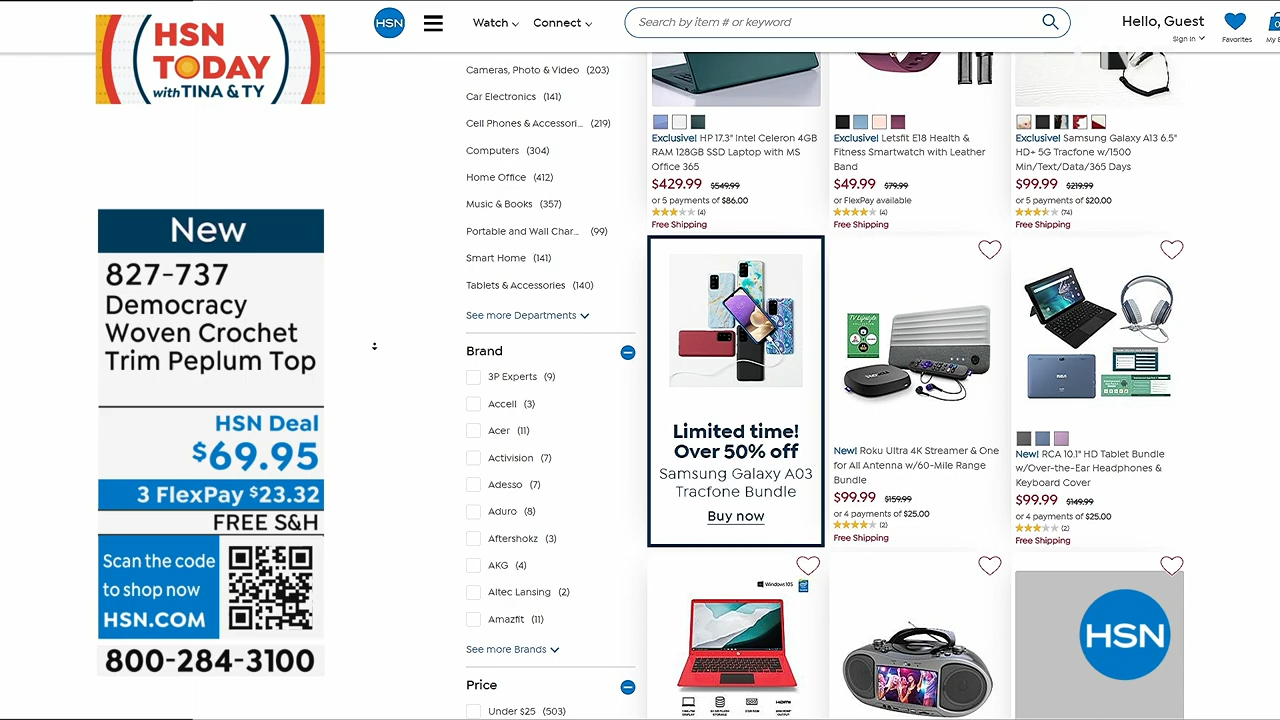 HSN
TODAY
with TINA & TY
New
827-737
Democracy
Woven Crochet
Trim Peplum Top
HSN Deal
$69.95
3 FlexPay $23.32
FREE S&H
Scan the code
to shop now
HSN.COM
800-284-3100
HSN
Watch
Connect
Search by item # or keyword
Hello, Guest
Sign In
Favorites
0
Cameras, Photo & Video (203)
Car Electronics (141)
Cell Phones & Accessori... (219)
Computers (304)
Home Office (412)
Music & Books (357)
Portable and Wall Char... (99)
Smart Home (141)
Tablets & Accessories (140)
See more Departments
Brand
3P Experts (9)
Accell (3)
Acer (11)
Activision (7)
Adesso (7)
Aduro (8)
Aftershokz (3)
AKG (4)
Altec Lansing (2)
Amazfit (11)
See more Brands
Price
Under $25 (503)
Exclusive! HP 17.3" Intel Celeron 4GB
RAM 128GB SSD Laptop with MS
Office 365
$429.99 $549.99
or 5 payments of $86.00
(4)
Free Shipping
Exclusive! Letsfit E18 Health &
Fitness Smartwatch with Leather
Band
$49.99 $79.99
or FlexPay available
(4)
Free Shipping
Exclusive! Samsung Galaxy A13 6.5"
HD+ 5G Tracfone w/1500
Min/Text/Data/365 Days
$99.99 $219.99
or 5 payments of $20.00
(74)
Free Shipping
Limited time!
Over 50% off
Samsung Galaxy A03
Tracfone Bundle
Buy now
New! Roku Ultra 4K Streamer & One
for All Antenna w/60-Mile Range
Bundle
$99.99 $159.99
or 4 payments of $25.00
(2)
Free Shipping
RCA
New! RCA 10.1" HD Tablet Bundle
w/Over-the-Ear Headphones &
Keyboard Cover
$99.99 $149.99
or 4 payments of $25.00
(2)
Free Shipping
Windows 10 S
HSN